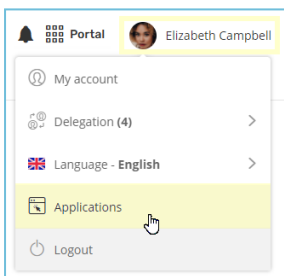 Portal Elizabeth Campbell
My account
Delegation (4)
Language - English
Applications
Logout